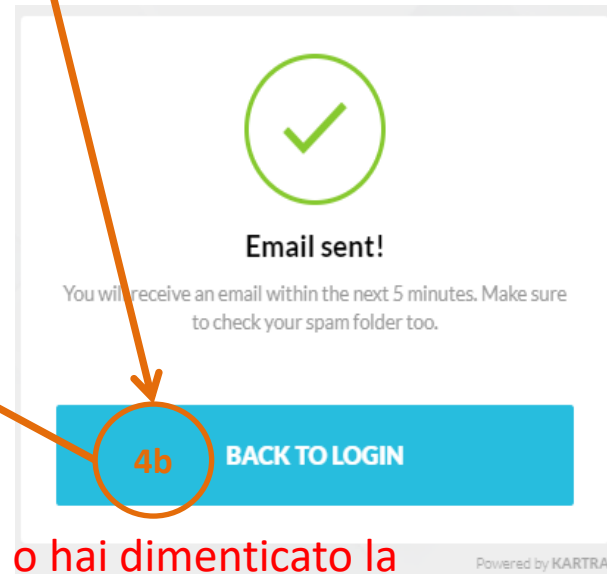 Email sent!
You will receive an email within the next 5 minutes. Make sure
to check your spam folder too.
4b
BACK TO LOGIN
o hai dimenticato la
Powered by KARTRA